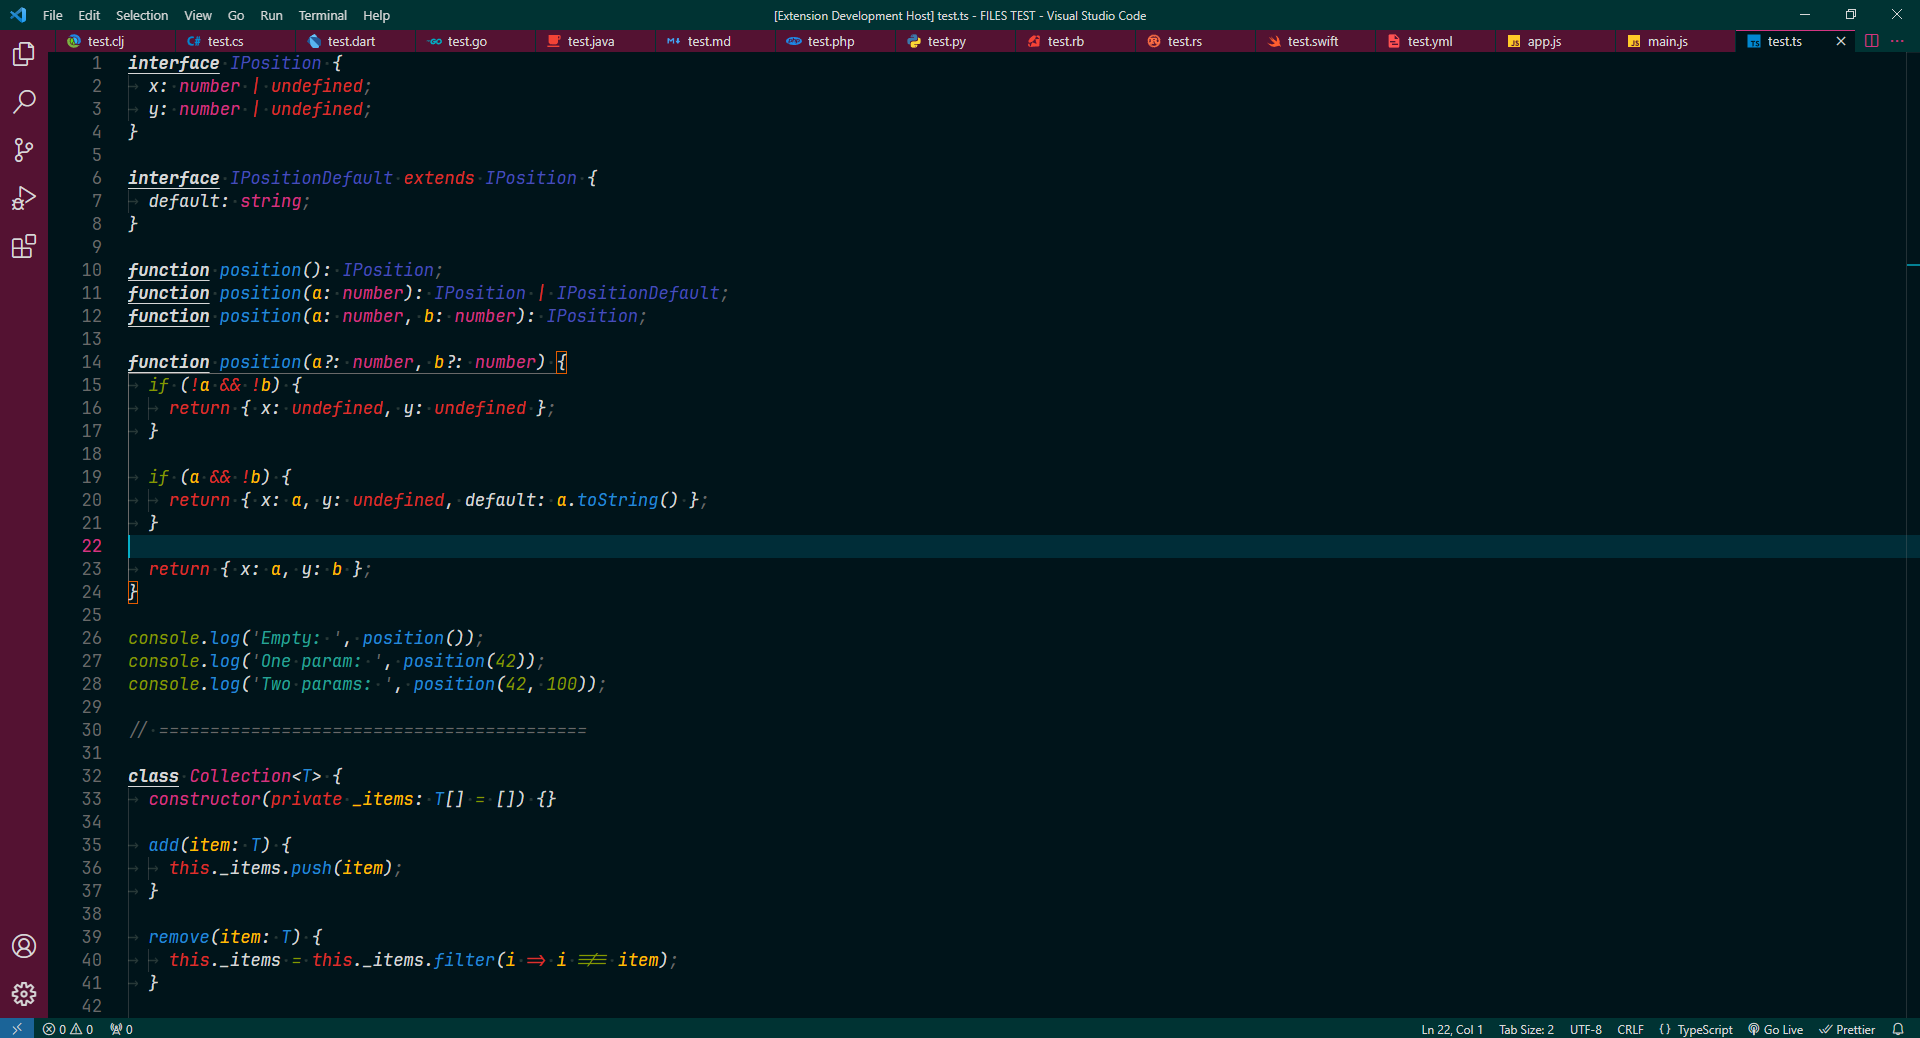 File Edit Selection View Go Run Terminal Help [Extension Development Host] test.ts - FILES TEST - Visual Studio Code
test.clj test.cs test.dart test.go test.java test.md test.php test.py test.rb test.rs test.swift test.yml app.js main.js test.ts
1 interface IPosition {
2 x: number | undefined;
3 y: number | undefined;
4 }
5
6 interface IPositionDefault extends IPosition {
7 default: string;
8 }
9
10 function position(): IPosition;
11 function position(a: number): IPosition | IPositionDefault;
12 function position(a: number, b: number): IPosition;
13
14 function position(a?: number, b?: number) {
15 if (!a && !b) {
16 return { x: undefined, y: undefined };
17 }
18
19 if (a && !b) {
20 return { x: a, y: undefined, default: a.toString() };
21 }
22
23 return { x: a, y: b };
24 }
25
26 console.log('Empty: ', position());
27 console.log('One param: ', position(42));
28 console.log('Two params: ', position(42, 100));
29
30 // ==========================================
31
32 class Collection<T> {
33 constructor(private _items: T[] = []) {}
34
35 add(item: T) {
36 this._items.push(item);
37 }
38
39 remove(item: T) {
40 this._items = this._items.filter(i => i !== item);
41 }
42
0 0 0 Ln 22, Col 1 Tab Size: 2 UTF-8 CRLF {} TypeScript Go Live Prettier